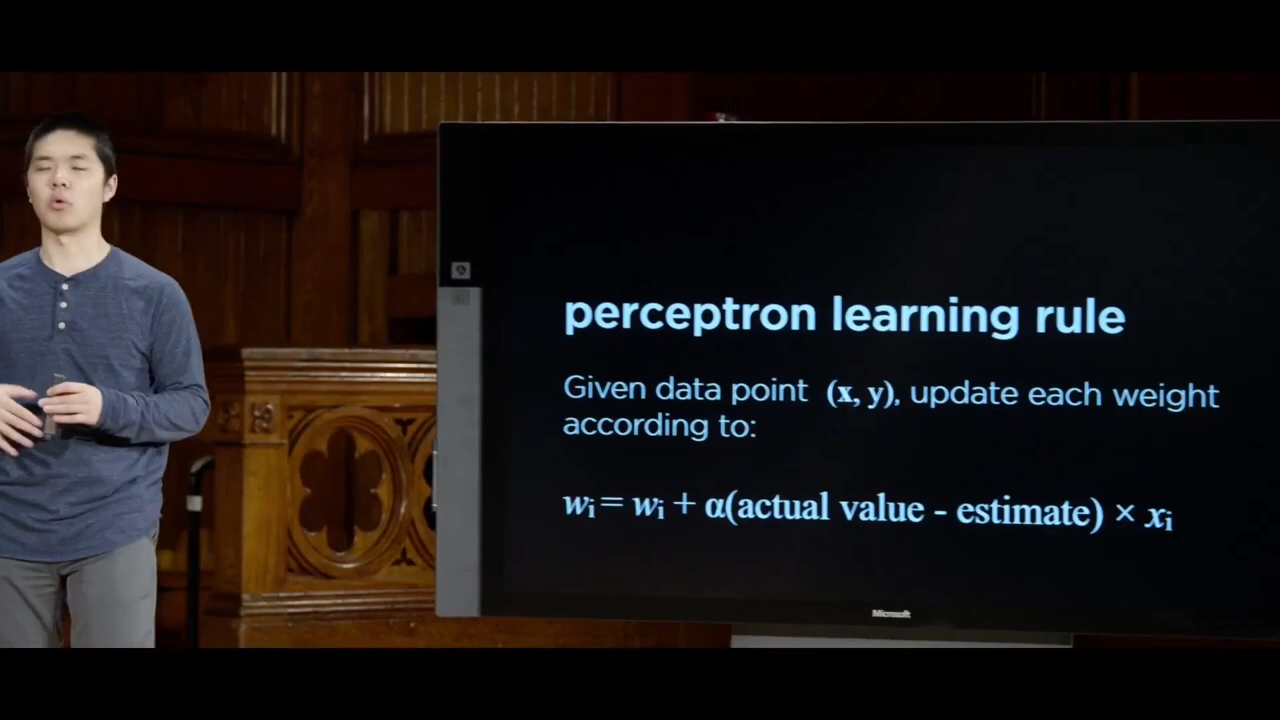 perceptron learning rule
Given data point (x, y), update each weight
according to:
wᵢ = wᵢ + α(actual value - estimate) × xᵢ
Microsoft